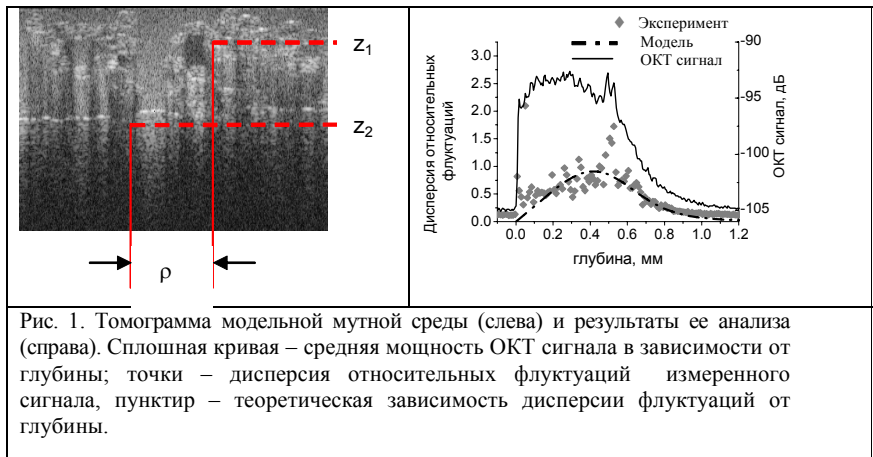 z1
z2
ρ
Эксперимент
Модель
ОКТ сигнал
3.0
2.5
2.0
1.5
1.0
0.5
0.0
-90
-95
-100
-105
Дисперсия относительных
флуктуаций
ОКТ сигнал, дБ
0.0 0.2 0.4 0.6 0.8 1.0 1.2
глубина, мм
Рис. 1. Томограмма модельной мутной среды (слева) и результаты ее анализа
(справа). Сплошная кривая – средняя мощность ОКТ сигнала в зависимости от
глубины; точки – дисперсия относительных флуктуаций измеренного
сигнала, пунктир – теоретическая зависимость дисперсии флуктуаций от
глубины.